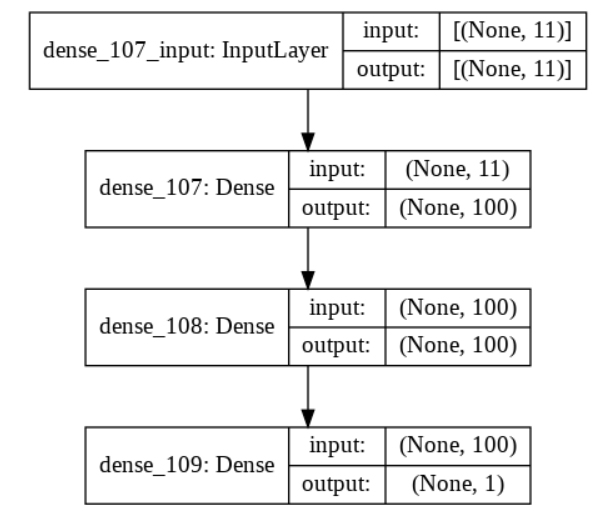 dense_107_input: InputLayer
input: [(None, 11)]
output: [(None, 11)]
dense_107: Dense
input: (None, 11)
output: (None, 100)
dense_108: Dense
input: (None, 100)
output: (None, 100)
dense_109: Dense
input: (None, 100)
output: (None, 1)